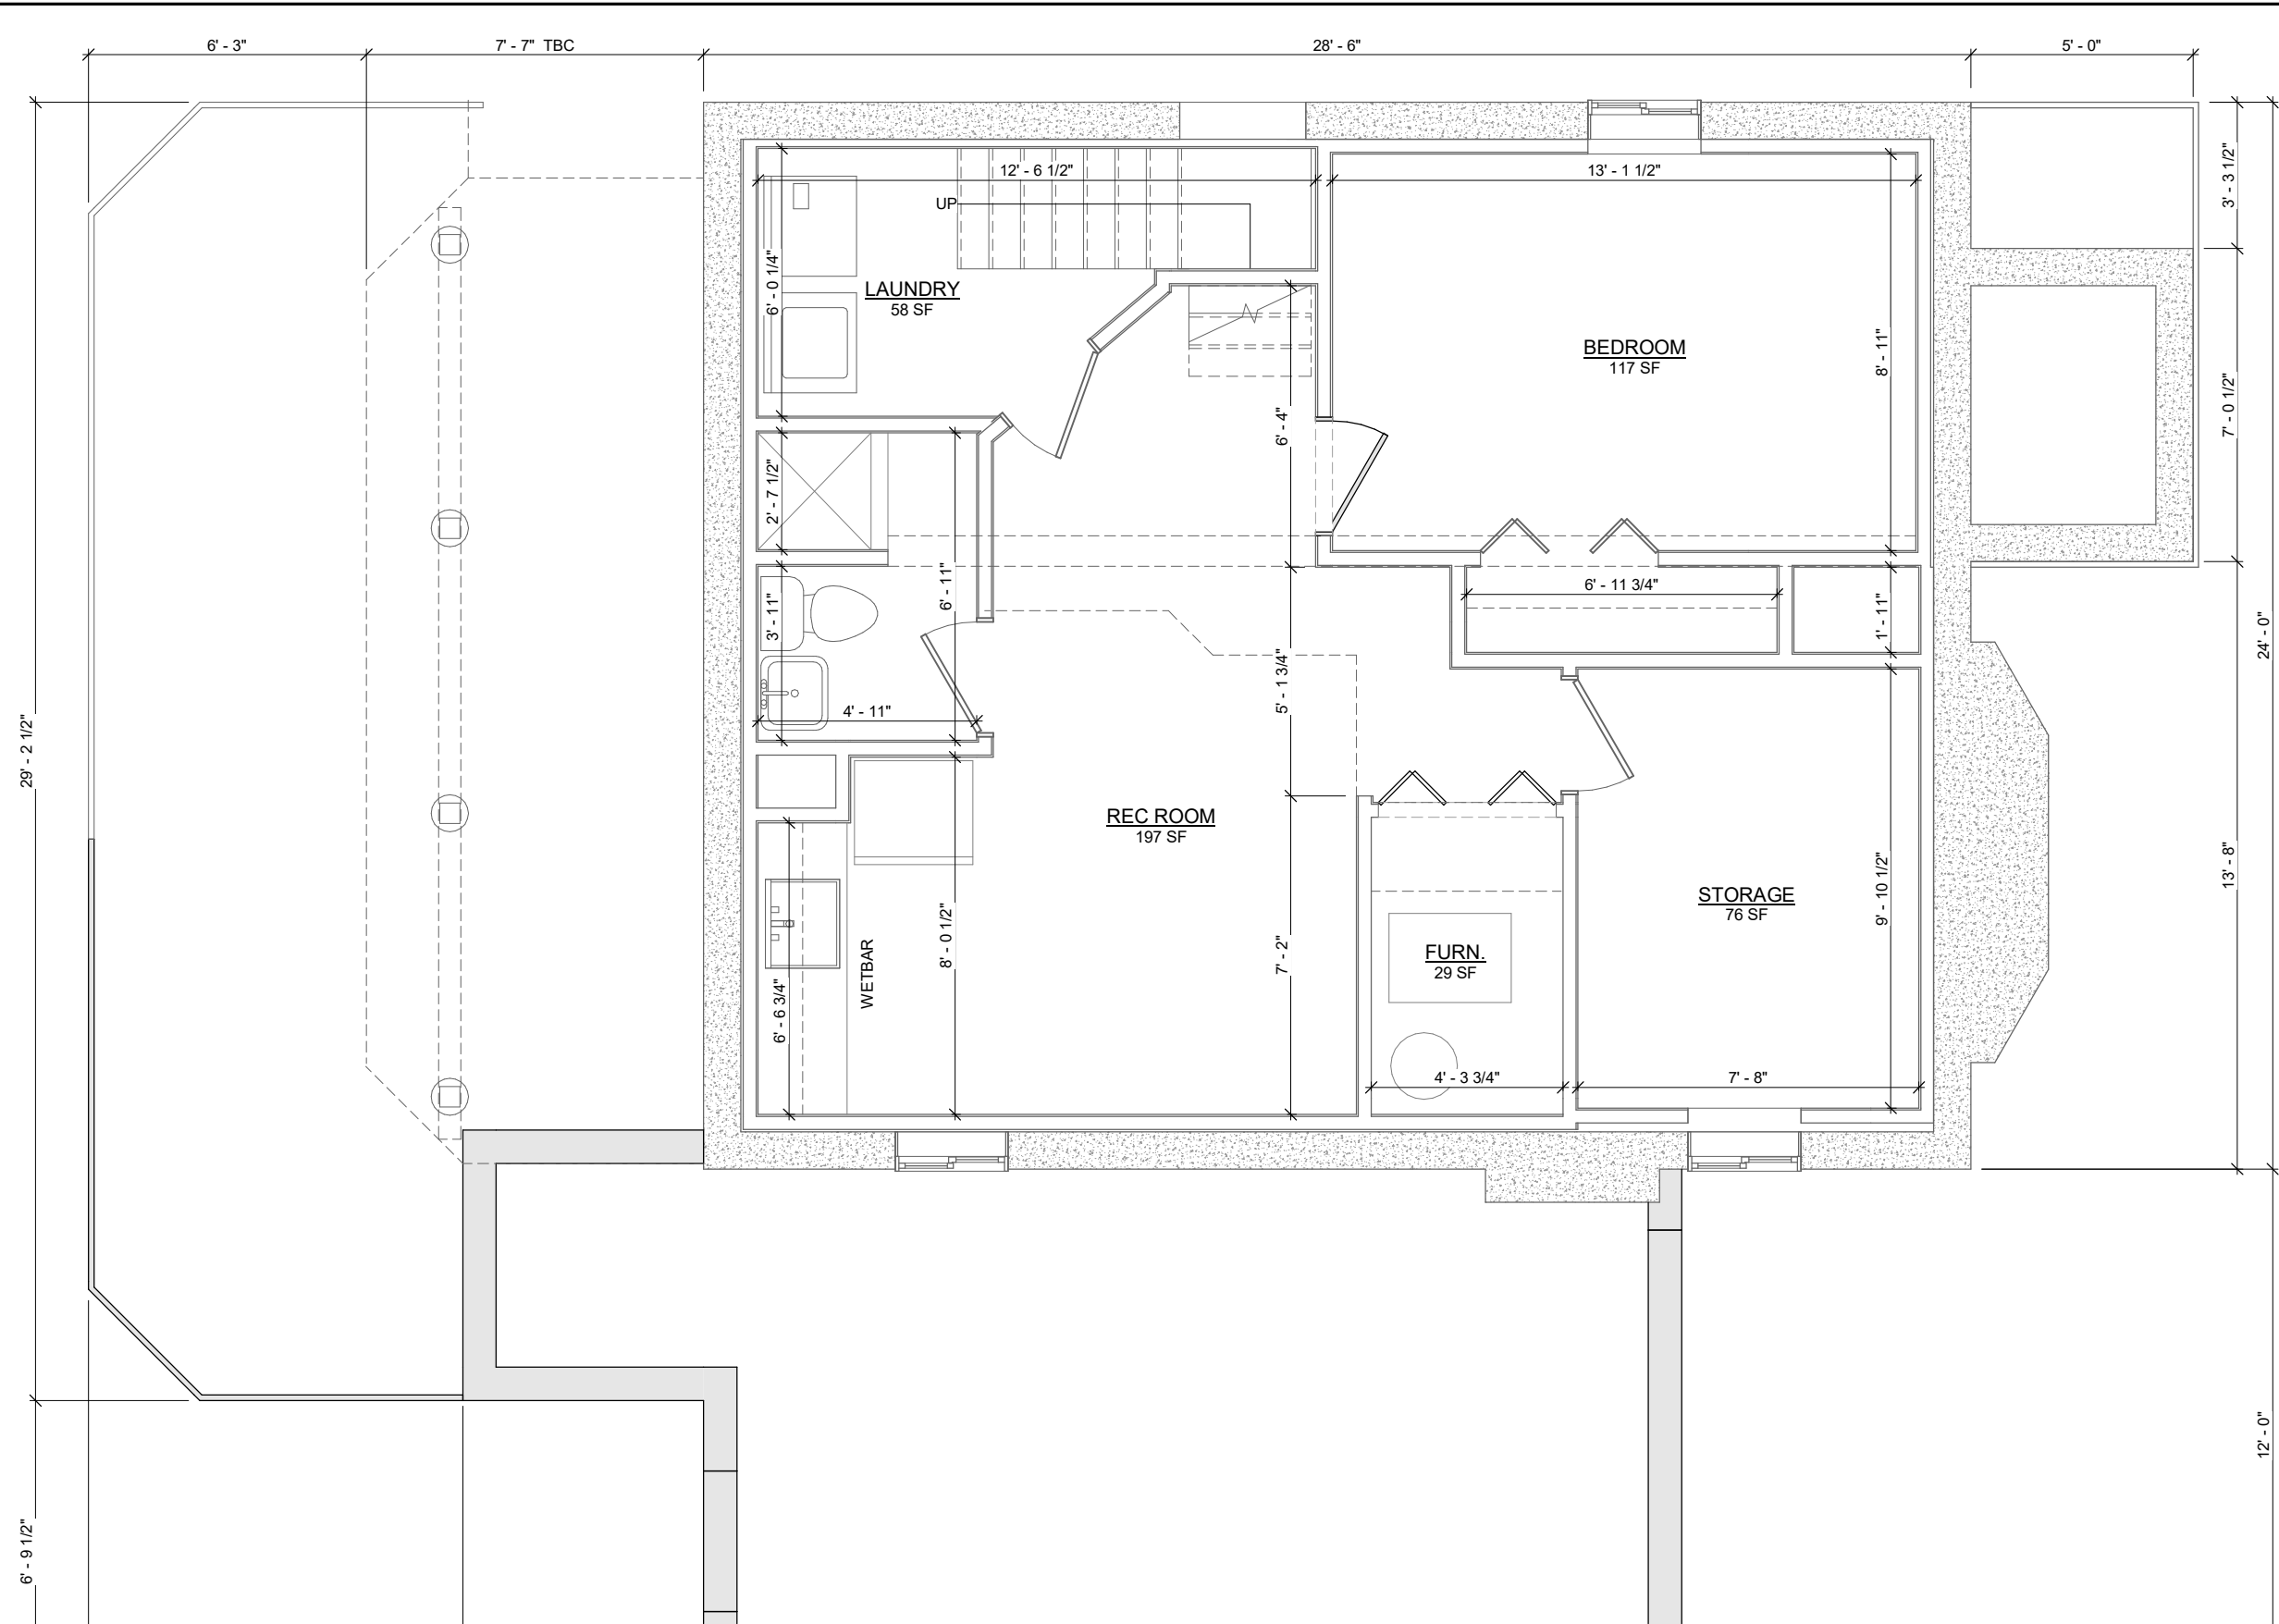 6' - 3"
7' - 7" TBC
28' - 6"
5' - 0"
12' - 6 1/2"
13' - 1 1/2"
3' - 3 1/2"
UP
6' - 0 1/4"
LAUNDRY
58 SF
BEDROOM
117 SF
8' - 11"
7' - 0 1/2"
6' - 4"
2' - 7 1/2"
6' - 11"
3' - 11"
6' - 11 3/4"
1' - 11"
24' - 0"
5' - 1 3/4"
4' - 11"
29' - 2 1/2"
REC ROOM
197 SF
13' - 8"
STORAGE
76 SF
9' - 10 1/2"
8' - 0 1/2"
7' - 2"
FURN.
29 SF
WETBAR
6' - 6 3/4"
4' - 3 3/4"
7' - 8"
12' - 0"
6' - 9 1/2"